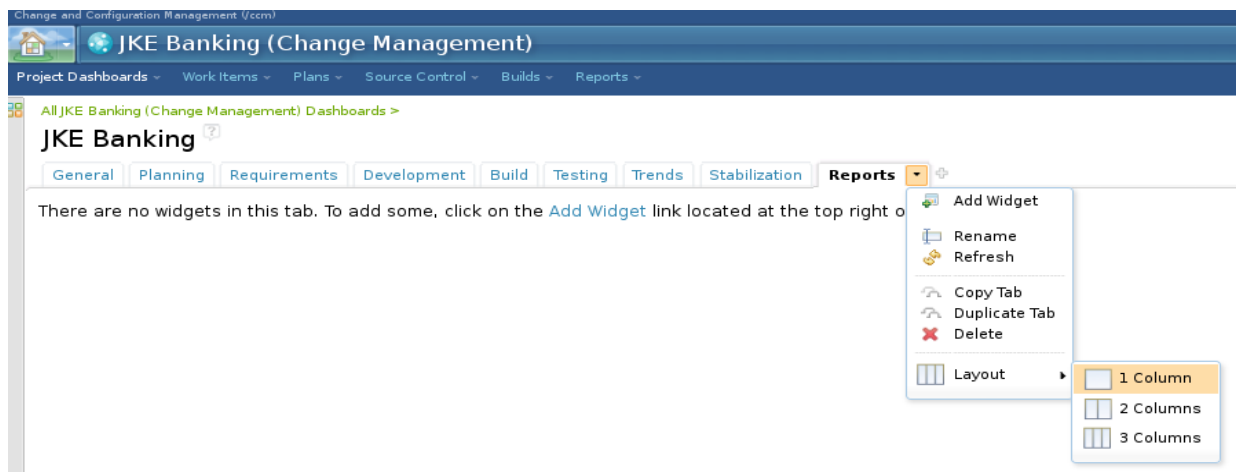 Change and Configuration Management (/ccm)
JKE Banking (Change Management)
Project Dashboards Work Items Plans Source Control Builds Reports
All JKE Banking (Change Management) Dashboards >
JKE Banking ?
General Planning Requirements Development Build Testing Trends Stabilization Reports
There are no widgets in this tab. To add some, click on the Add Widget link located at the top right o
Add Widget
Rename
Refresh
Copy Tab
Duplicate Tab
Delete
Layout
1 Column
2 Columns
3 Columns